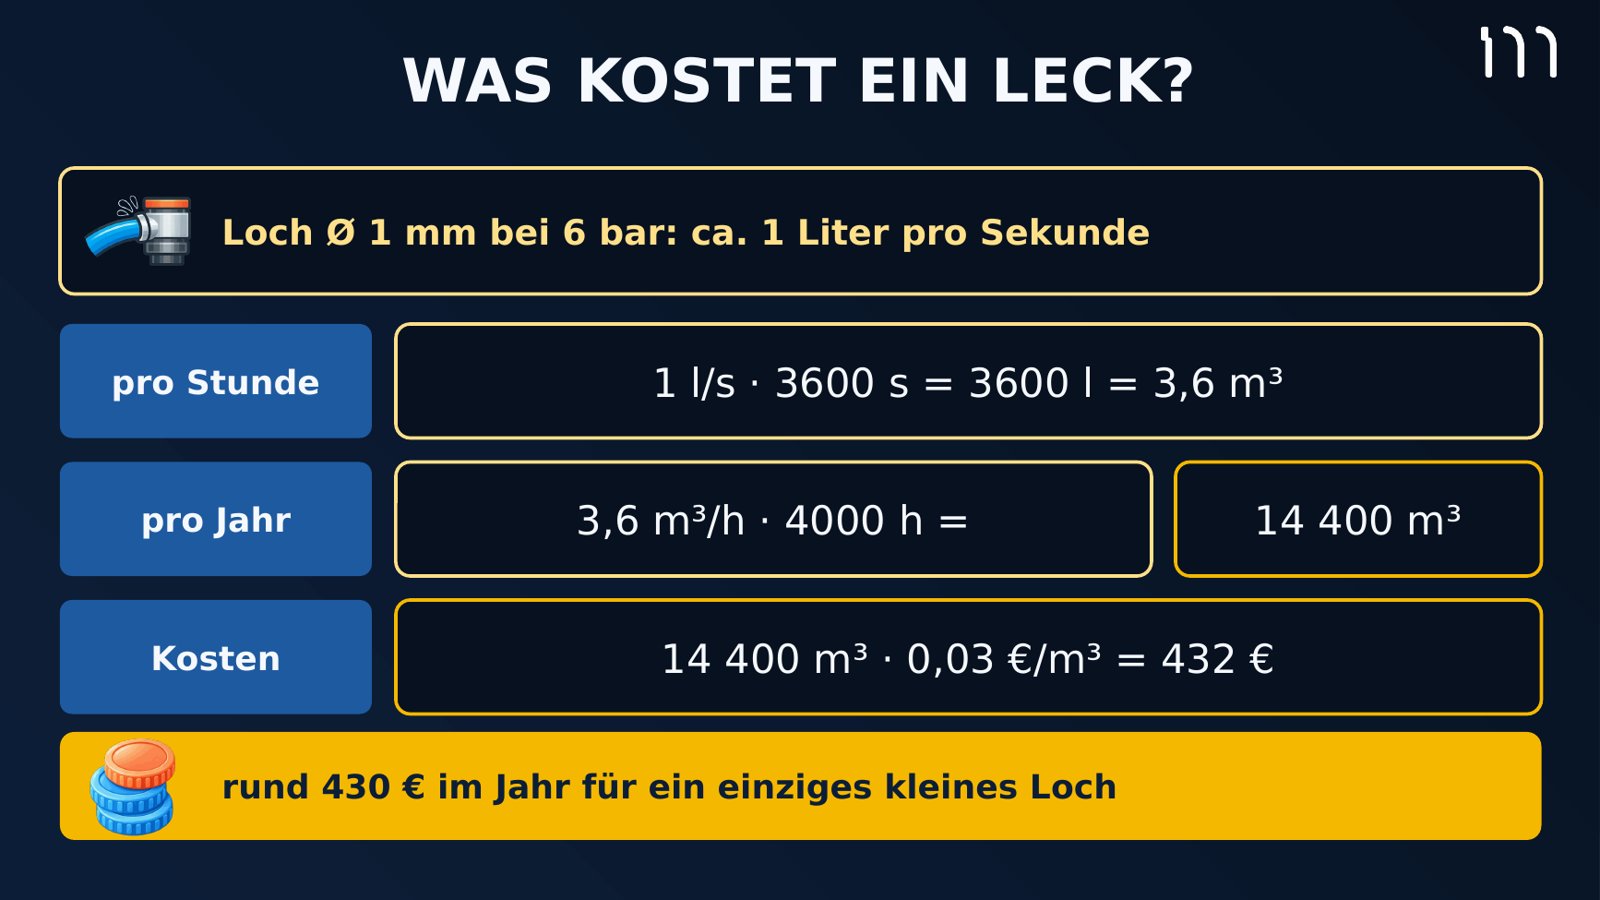 WAS KOSTET EIN LECK?
Loch Ø 1 mm bei 6 bar: ca. 1 Liter pro Sekunde
pro Stunde
1 l/s · 3600 s = 3600 l = 3,6 m³
pro Jahr
3,6 m³/h · 4000 h =
14 400 m³
Kosten
14 400 m³ · 0,03 €/m³ = 432 €
rund 430 € im Jahr für ein einziges kleines Loch